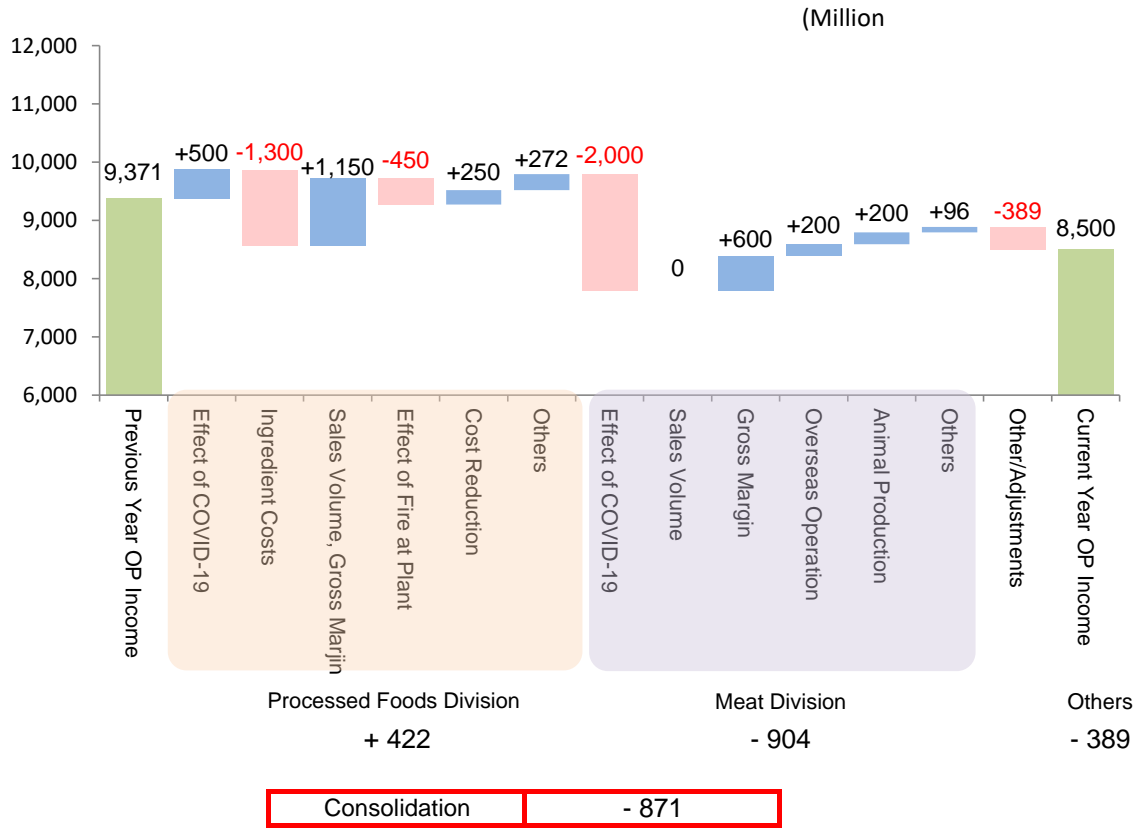 (Million
12,000
11,000
10,000
9,000
8,000
7,000
6,000
9,371
+500
-1,300
+1,150
-450
+250
+272
-2,000
0
+600
+200
+200
+96
-389
8,500
Previous Year OP Income
Effect of COVID-19
Ingredient Costs
Sales Volume, Gross Marjin
Effect of Fire at Plant
Cost Reduction
Others
Effect of COVID-19
Sales Volume
Gross Margin
Overseas Operation
Animal Production
Others
Other/Adjustments
Current Year OP Income
Processed Foods Division Meat Division Others
+ 422 - 904 - 389
Consolidation - 871